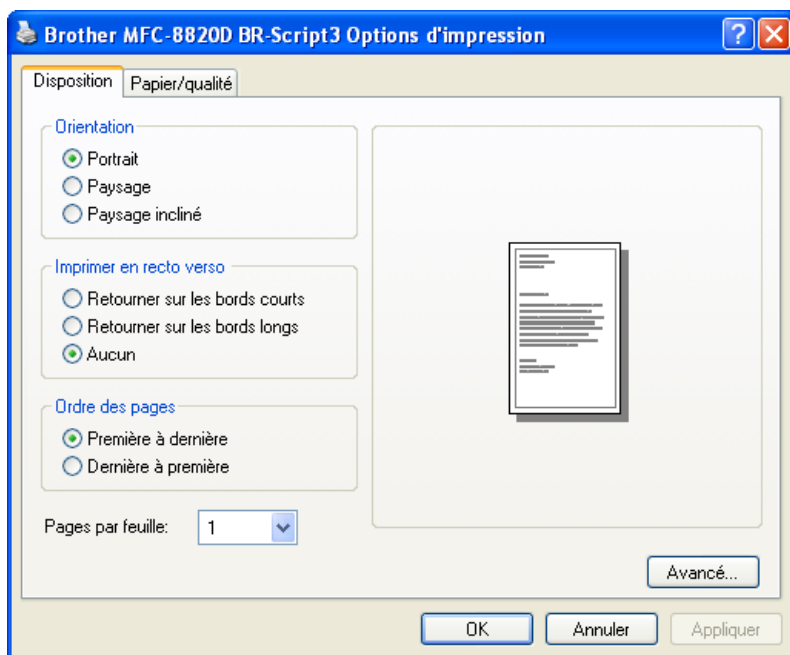 Brother MFC-8820D BR-Script3 Options d'impression
Disposition
Papier/qualité
Orientation
Portrait
Paysage
Paysage incliné
Imprimer en recto verso
Retourner sur les bords courts
Retourner sur les bords longs
Aucun
Ordre des pages
Première à dernière
Dernière à première
Pages par feuille:
1
Avancé...
OK
Annuler
Appliquer